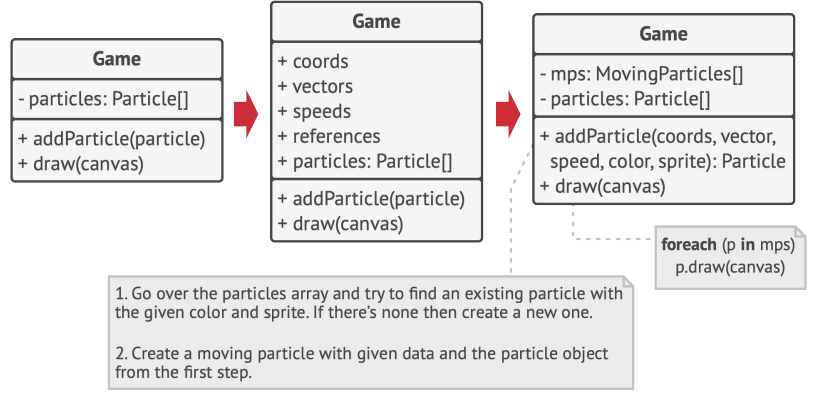 Game
- particles: Particle[]
+ addParticle(particle)
+ draw(canvas)
Game
+ coords
+ vectors
+ speeds
+ references
+ particles: Particle[]
+ addParticle(particle)
+ draw(canvas)
Game
- mps: MovingParticles[]
- particles: Particle[]
+ addParticle(coords, vector,
speed, color, sprite): Particle
+ draw(canvas)
foreach (p in mps)
p.draw(canvas)
1. Go over the particles array and try to find an existing particle with
the given color and sprite. If there's none then create a new one.
2. Create a moving particle with given data and the particle object
from the first step.